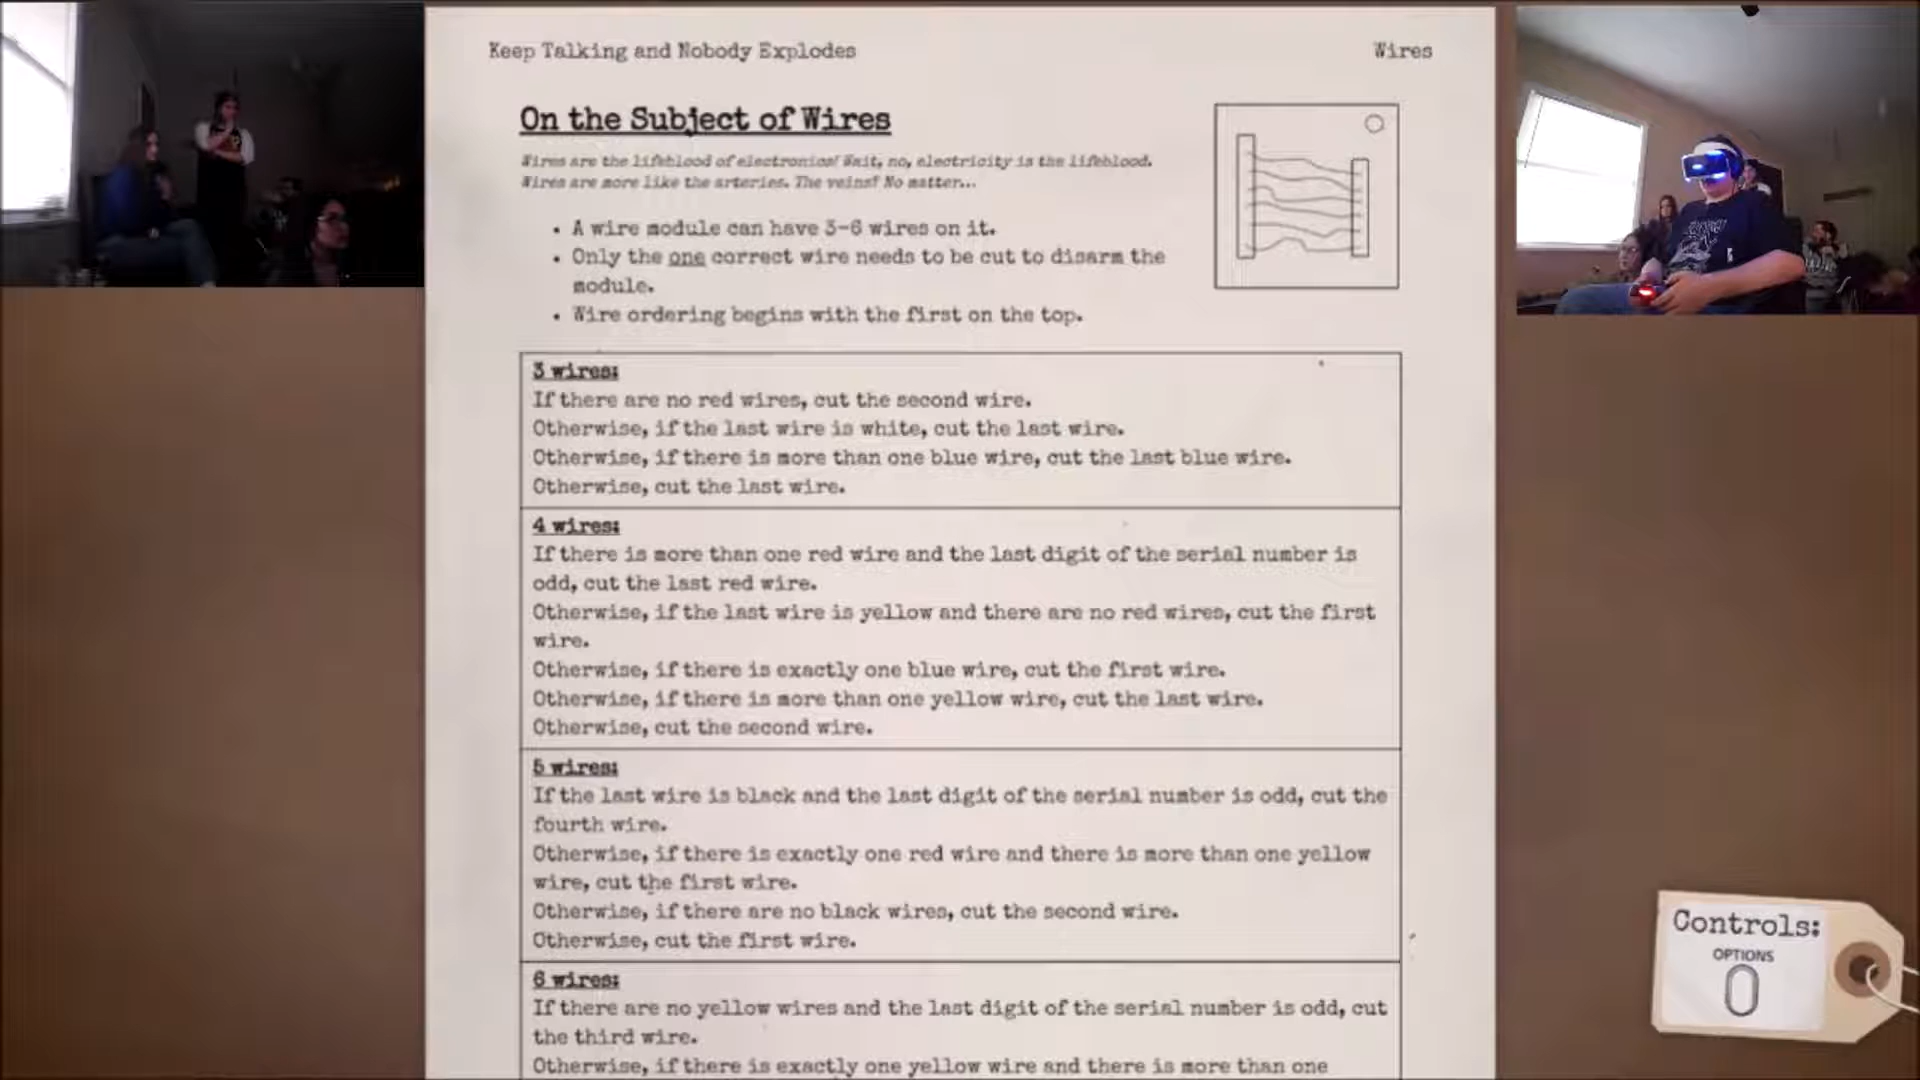 Keep Talking and Nobody Explodes
Wires
On the Subject of Wires
Wires are the lifeblood of electronics! Wait, no, electricity is the lifeblood.
Wires are more like the arteries. The veins? No matter...
• A wire module can have 3-6 wires on it.
• Only the one correct wire needs to be cut to disarm the
module.
• Wire ordering begins with the first on the top.
3 wires:
If there are no red wires, cut the second wire.
Otherwise, if the last wire is white, cut the last wire.
Otherwise, if there is more than one blue wire, cut the last blue wire.
Otherwise, cut the last wire.
4 wires:
If there is more than one red wire and the last digit of the serial number is
odd, cut the last red wire.
Otherwise, if the last wire is yellow and there are no red wires, cut the first
wire.
Otherwise, if there is exactly one blue wire, cut the first wire.
Otherwise, if there is more than one yellow wire, cut the last wire.
Otherwise, cut the second wire.
5 wires:
If the last wire is black and the last digit of the serial number is odd, cut the
fourth wire.
Otherwise, if there is exactly one red wire and there is more than one yellow
wire, cut the first wire.
Otherwise, if there are no black wires, cut the second wire.
Otherwise, cut the first wire.
6 wires:
If there are no yellow wires and the last digit of the serial number is odd, cut
the third wire.
Otherwise, if there is exactly one yellow wire and there is more than one
Controls:
OPTIONS